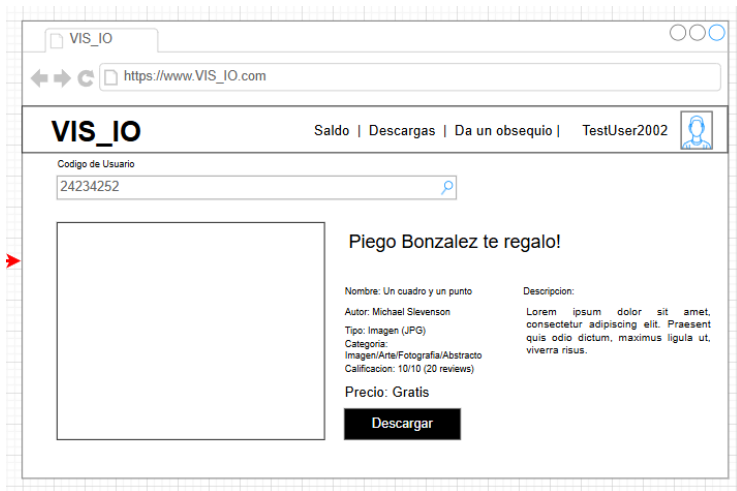 VIS_IO
https://www.VIS_IO.com
VIS_IO
Saldo | Descargas | Da un obsequio | TestUser2002
Codigo de Usuario
24234252
Piego Bonzalez te regalo!
Nombre: Un cuadro y un punto
Autor: Michael Slevenson
Tipo: Imagen (JPG)
Categoria:
Imagen/Arte/Fotografia/Abstracto
Calificacion: 10/10 (20 reviews)
Precio: Gratis
Descargar
Descripcion:
Lorem ipsum dolor sit amet,
consectetur adipiscing elit. Praesent
quis odio dictum, maximus ligula ut,
viverra risus.